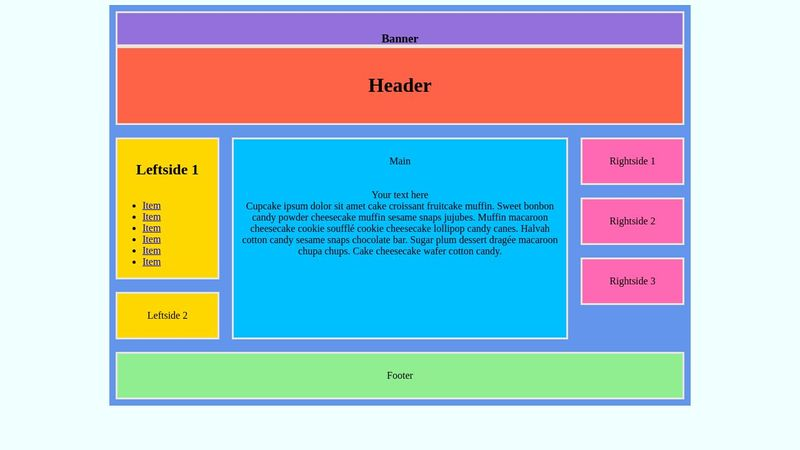 Banner
Header
Leftside 1
Item
Item
Item
Item
Item
Item
Leftside 2
Main
Your text here
Cupcake ipsum dolor sit amet cake croissant fruitcake muffin. Sweet bonbon
candy powder cheesecake muffin sesame snaps jujubes. Muffin macaroon
cheesecake cookie soufflé cookie cheesecake lollipop candy canes. Halvah
cotton candy sesame snaps chocolate bar. Sugar plum dessert dragée macaroon
chupa chups. Cake cheesecake wafer cotton candy.
Rightside 1
Rightside 2
Rightside 3
Footer